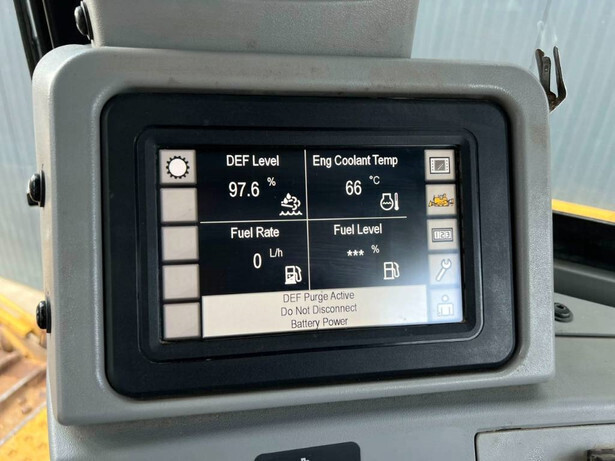 DEF Level
97.6 %
Eng Coolant Temp
66 °C
Fuel Rate
0 L/h
Fuel Level
*** %
DEF Purge Active
Do Not Disconnect
Battery Power
123